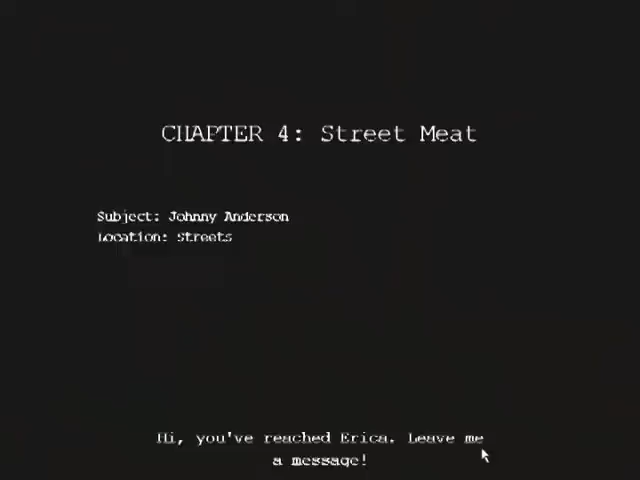 CHAPTER 4: Street Meat
Subject: Johnny Anderson
Location: Streets
Hi, you've reached Erica. Leave me
a message!